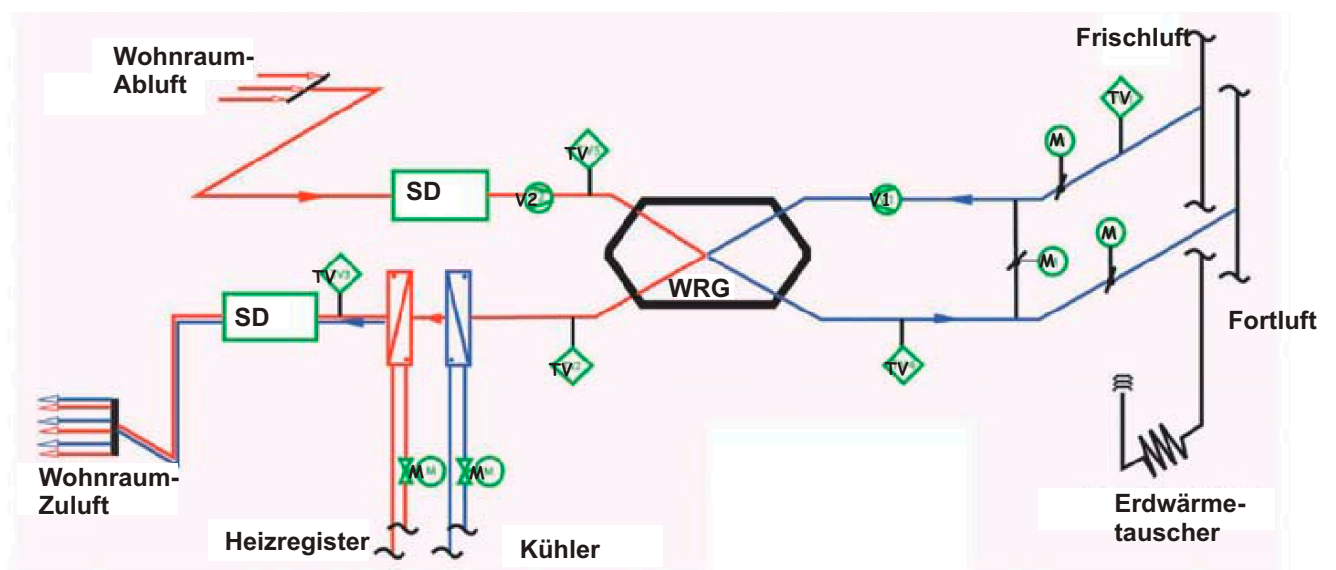 Wohnraum-
Abluft
Frischluft
TV
M
TV
SD
V2
V1
M
M
WRG
TV
SD
Fortluft
TV
TV
Wohnraum-
Zuluft
M M
M M
Heizregister
Kühler
Erdwärme-
tauscher